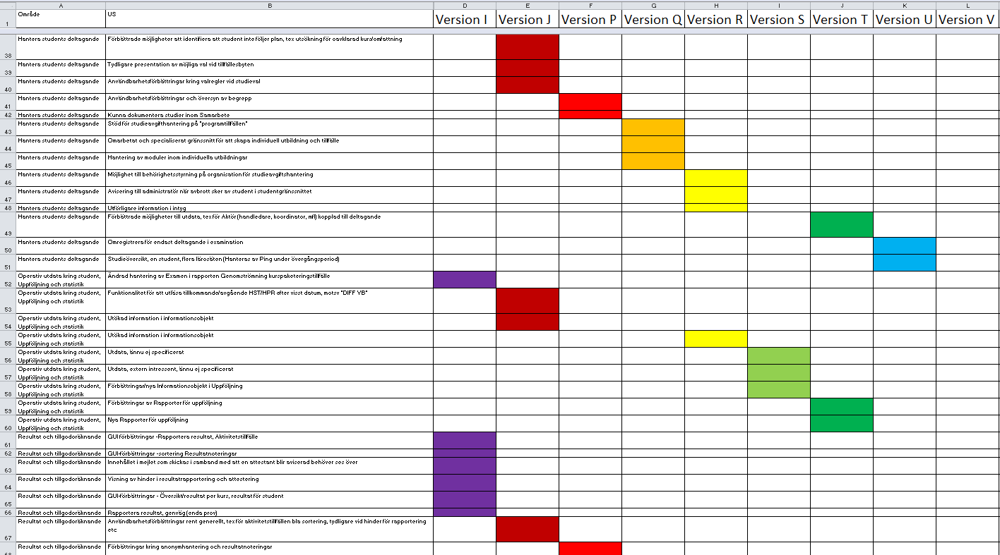 A B D E F G H I J K L
1 Område US Version I Version J Version P Version Q Version R Version S Version T Version U Version V
38 Hantera students deltagande Förbättrade möjligheter att identifiera att student inte följer plan, tex utsökning för oavklarad kurs/omfattning
39 Hantera students deltagande Tydligare presentation av möjliga val vid tillfällesbyten
40 Hantera students deltagande Användbarhetsförbättringar kring valregler vid studieval
41 Hantera students deltagande Användbarhetsförbättringar och översyn av begrepp
42 Hantera students deltagande Kunna dokumentera studier inom Samarbete
43 Hantera students deltagande Stöd för studieavgifthantering på "programtillfällen"
44 Hantera students deltagande Omarbetat och specialiserat gränssnitt för att skapa individuell utbildning och tillfälle
45 Hantera students deltagande Hantering av moduler inom individuella utbildningar
46 Hantera students deltagande Möjlighet till behörighetsstyrning på organisation för studieavgiftshantering
47 Hantera students deltagande Avisering till administratör när avbrott sker av student i studentgränssnittet
48 Hantera students deltagande Utförligare information i intyg
49 Hantera students deltagande Förbättrade möjligheter till utdata, tex för Aktör (handledare, koordinator, mfl) kopplad till deltagande
50 Hantera students deltagande Omregistrera för endast deltagande i examination
51 Hantera students deltagande Studieöversikt, en student, flera lärosäten (Hanteras av Ping under övergångsperiod)
52 Operativ utdata kring student, Ändrad hantering av Examen i rapporten Genomströmning kurspaketeringstillfälle
Uppföljning och statistik
53 Operativ utdata kring student, Funktionalitet för att utläsa tillkommande/avgående HST/HPR efter visst datum, motsv "DIFF VB"
Uppföljning och statistik
54 Operativ utdata kring student, Utökad information i informationsobjekt
Uppföljning och statistik
55 Operativ utdata kring student, Utökad information i informationsobjekt
Uppföljning och statistik
56 Operativ utdata kring student, Utdata, ännu ej specificerat
Uppföljning och statistik
57 Operativ utdata kring student, Utdata, extern intressent, ännu ej specificerat
Uppföljning och statistik
58 Operativ utdata kring student, Förbättringar/nya Informationsobjekt i Uppföljning
Uppföljning och statistik
59 Operativ utdata kring student, Förbättringar av Rapporter för uppföljning
Uppföljning och statistik
60 Operativ utdata kring student, Nya Rapporter för uppföljning
Uppföljning och statistik
61 Resultat och tillgodoräknande GUI förbättringar -Rapportera resultat, Aktivitetstillfälle
62 Resultat och tillgodoräknande GUI-förbättringar -sortering Resultatnoteringar
63 Resultat och tillgodoräknande Innehållet i mejlet som skickas i samband med att en attestant blir aviserad behöver ses över
64 Resultat och tillgodoräknande Visning av hinder i resultatrapportering och attestering
65 Resultat och tillgodoräknande GUI-förbättringar - Översikt/resultat per kurs, resultat för student
66 Resultat och tillgodoräknande Rapportera resultat, genväg (enda prov)
67 Resultat och tillgodoräknande Användbarhetsförbättringar rent generellt, tex för aktivitetstillfällen bla sortering, tydligare vid hinder för rapportering
etc
68 Resultat och tillgodoräknande Förbättringar kring anonymhantering och resultatnoteringar